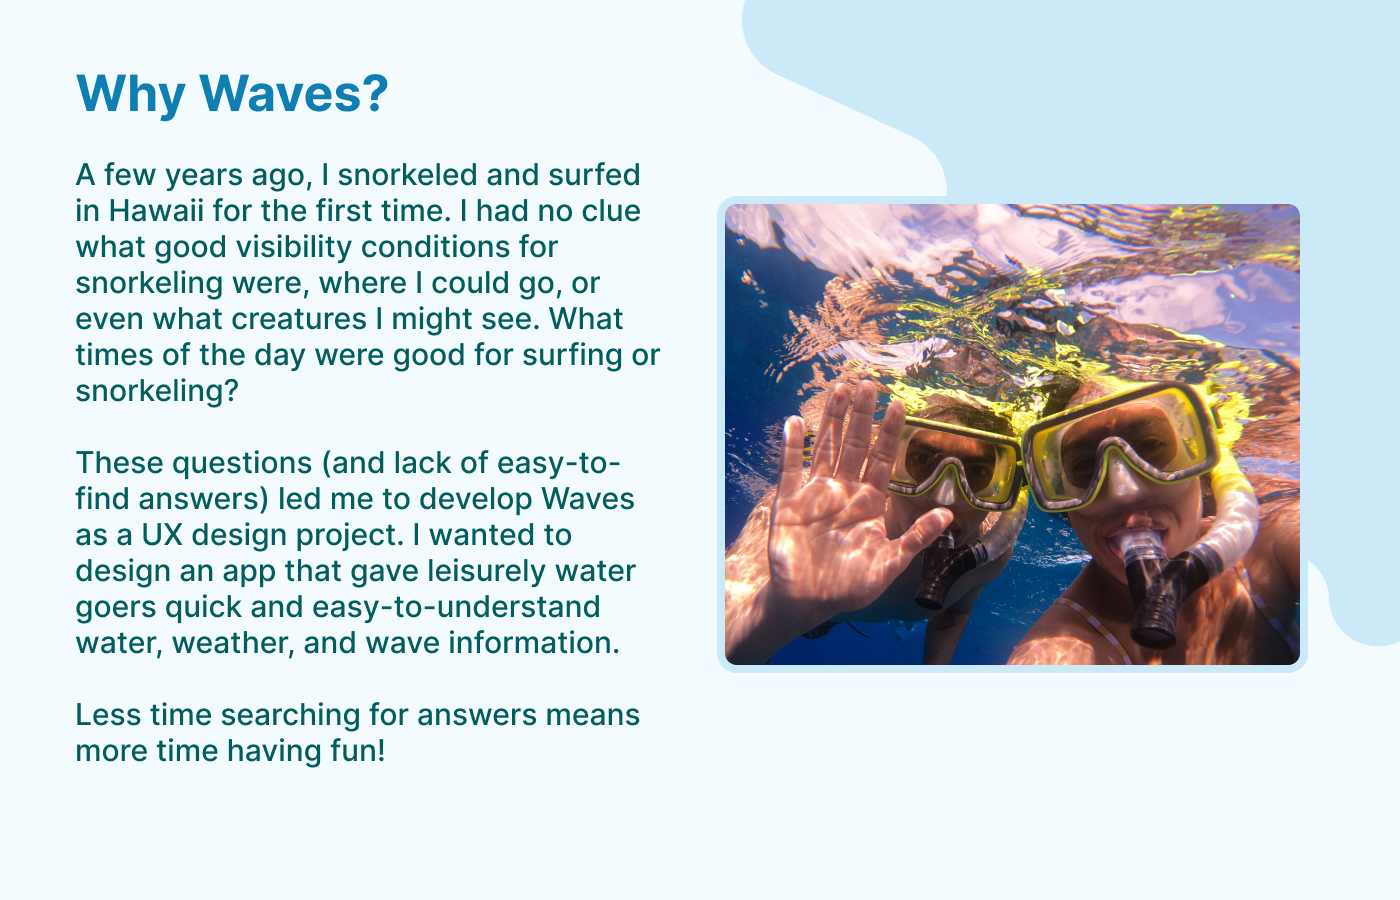 Why Waves?
A few years ago, I snorkeled and surfed
in Hawaii for the first time. I had no clue
what good visibility conditions for
snorkeling were, where I could go, or
even what creatures I might see. What
times of the day were good for surfing or
snorkeling?
These questions (and lack of easy-to-
find answers) led me to develop Waves
as a UX design project. I wanted to
design an app that gave leisurely water
goers quick and easy-to-understand
water, weather, and wave information.
Less time searching for answers means
more time having fun!